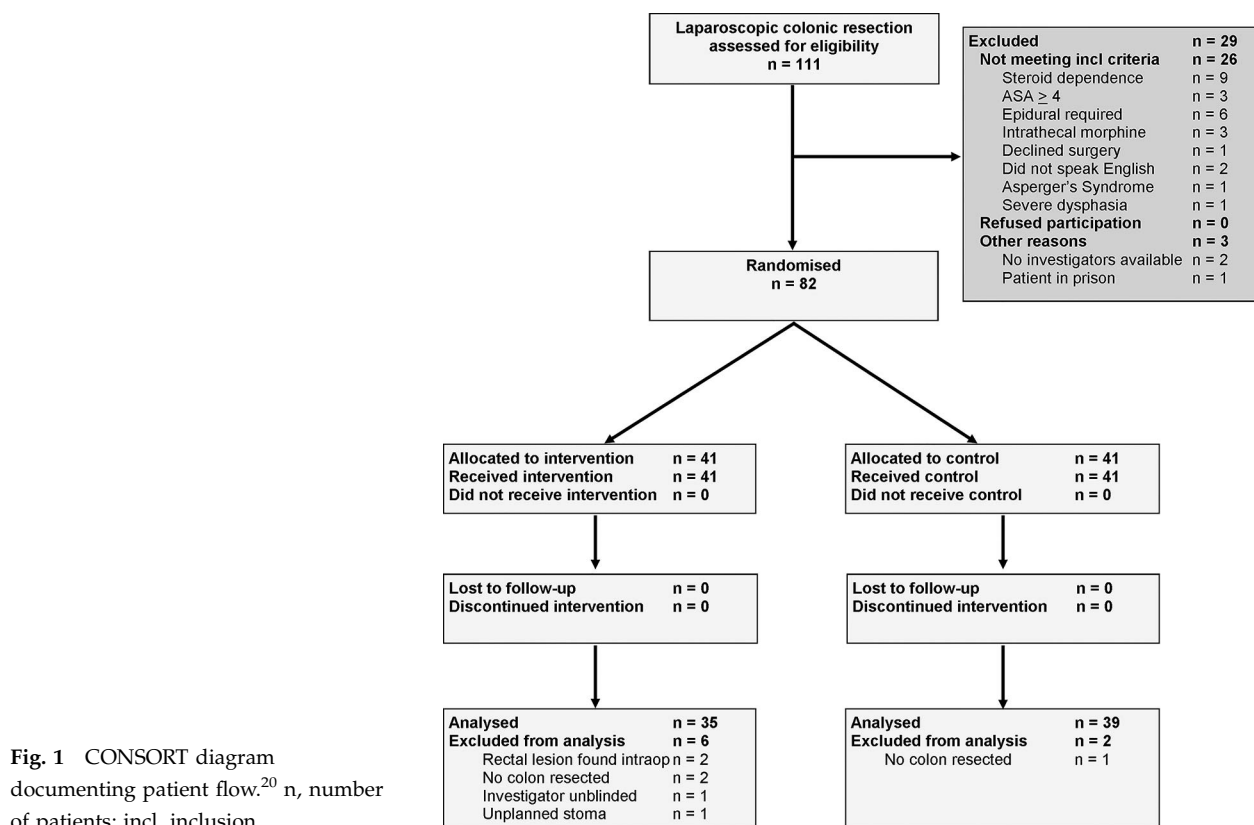 Laparoscopic colonic resection
assessed for eligibility
n = 111
Excluded n = 29
Not meeting incl criteria n = 26
Steroid dependence n = 9
ASA ≥ 4 n = 3
Epidural required n = 6
Intrathecal morphine n = 3
Declined surgery n = 1
Did not speak English n = 2
Asperger's Syndrome n = 1
Severe dysphasia n = 1
Refused participation n = 0
Other reasons n = 3
No investigators available n = 2
Patient in prison n = 1
Randomised
n = 82
Allocated to intervention n = 41
Received intervention n = 41
Did not receive intervention n = 0
Allocated to control n = 41
Received control n = 41
Did not receive control n = 0
Lost to follow-up n = 0
Discontinued intervention n = 0
Lost to follow-up n = 0
Discontinued intervention n = 0
Analysed n = 35
Excluded from analysis n = 6
Rectal lesion found intraop n = 2
No colon resected n = 2
Investigator unblinded n = 1
Unplanned stoma n = 1
Analysed n = 39
Excluded from analysis n = 2
No colon resected n = 1
Fig. 1 CONSORT diagram
documenting patient flow.20 n, number
of patients; incl, inclusion